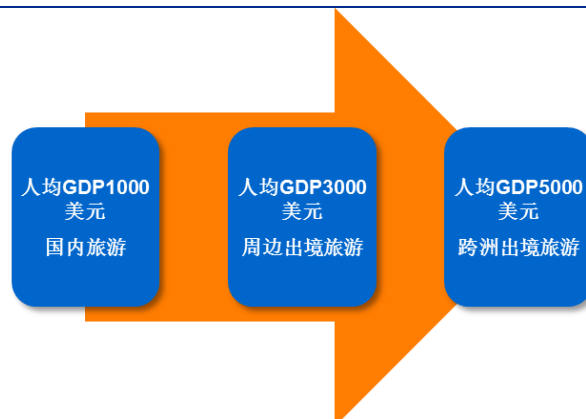 人均GDP1000
美元
国内旅游
人均GDP3000
美元
周边出境旅游
人均GDP5000
美元
跨洲出境旅游